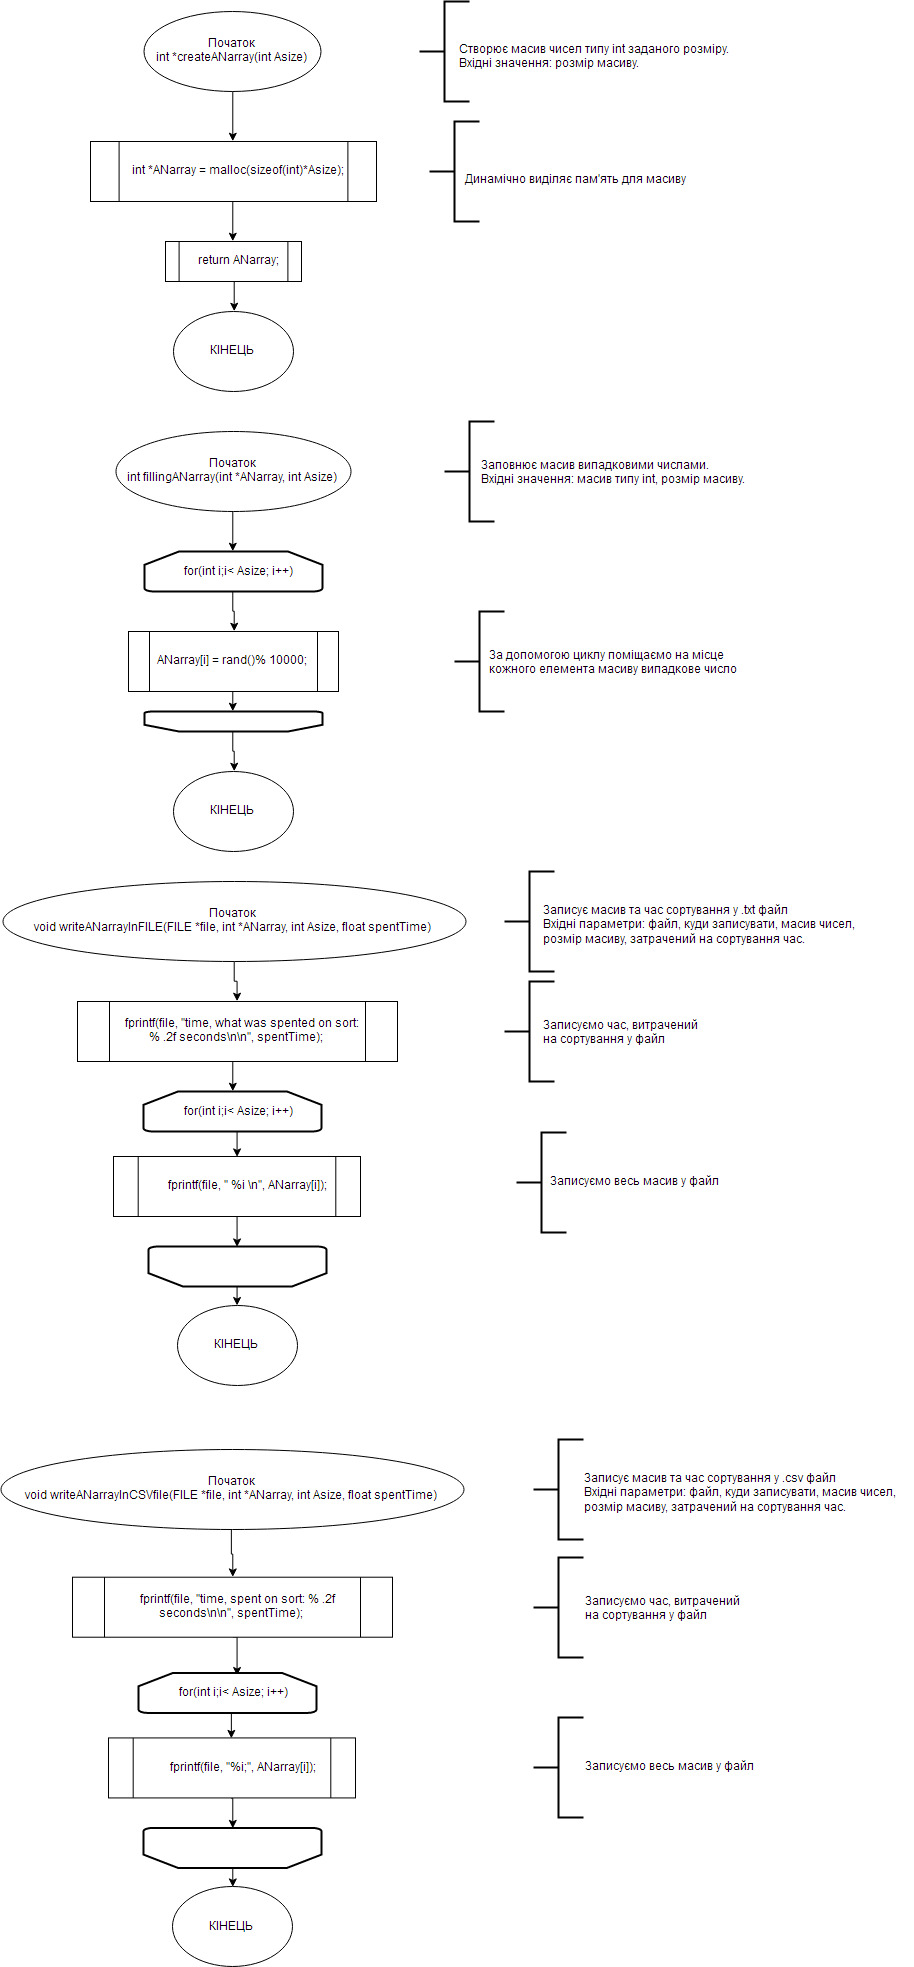 Початок
int *createANarray(int Asize)
Створює масив чисел типу int заданого розміру.
Вхідні значення: розмір масиву.
int *ANarray = malloc(sizeof(int)*Asize);
Динамічно виділяє пам'ять для масиву
return ANarray;
КІНЕЦЬ
Початок
int fillingANarray(int *ANarray, int Asize)
Заповнює масив випадковими числами.
Вхідні значення: масив типу int, розмір масиву.
for(int i;i< Asize; i++)
ANarray[i] = rand()% 10000;
За допомогою циклу поміщаємо на місце
кожного елемента масиву випадкове число
КІНЕЦЬ
Початок
void writeANarrayInFILE(FILE *file, int *ANarray, int Asize, float spentTime)
Записує масив та час сортування у .txt файл
Вхідні параметри: файл, куди записувати, масив чисел,
розмір масиву, затрачений на сортування час.
fprintf(file, "time, what was spented on sort:
% .2f seconds\n\n", spentTime);
Записуємо час, витрачений
на сортування у файл
for(int i;i< Asize; i++)
fprintf(file, " %i \n", ANarray[i]);
Записуємо весь масив у файл
КІНЕЦЬ
Початок
void writeANarrayInCSVfile(FILE *file, int *ANarray, int Asize, float spentTime)
Записує масив та час сортування у .csv файл
Вхідні параметри: файл, куди записувати, масив чисел,
розмір масиву, затрачений на сортування час.
fprintf(file, "time, spent on sort: % .2f
seconds\n\n", spentTime);
Записуємо час, витрачений
на сортування у файл
for(int i;i< Asize; i++)
fprintf(file, "%i;", ANarray[i]);
Записуємо весь масив у файл
КІНЕЦЬ